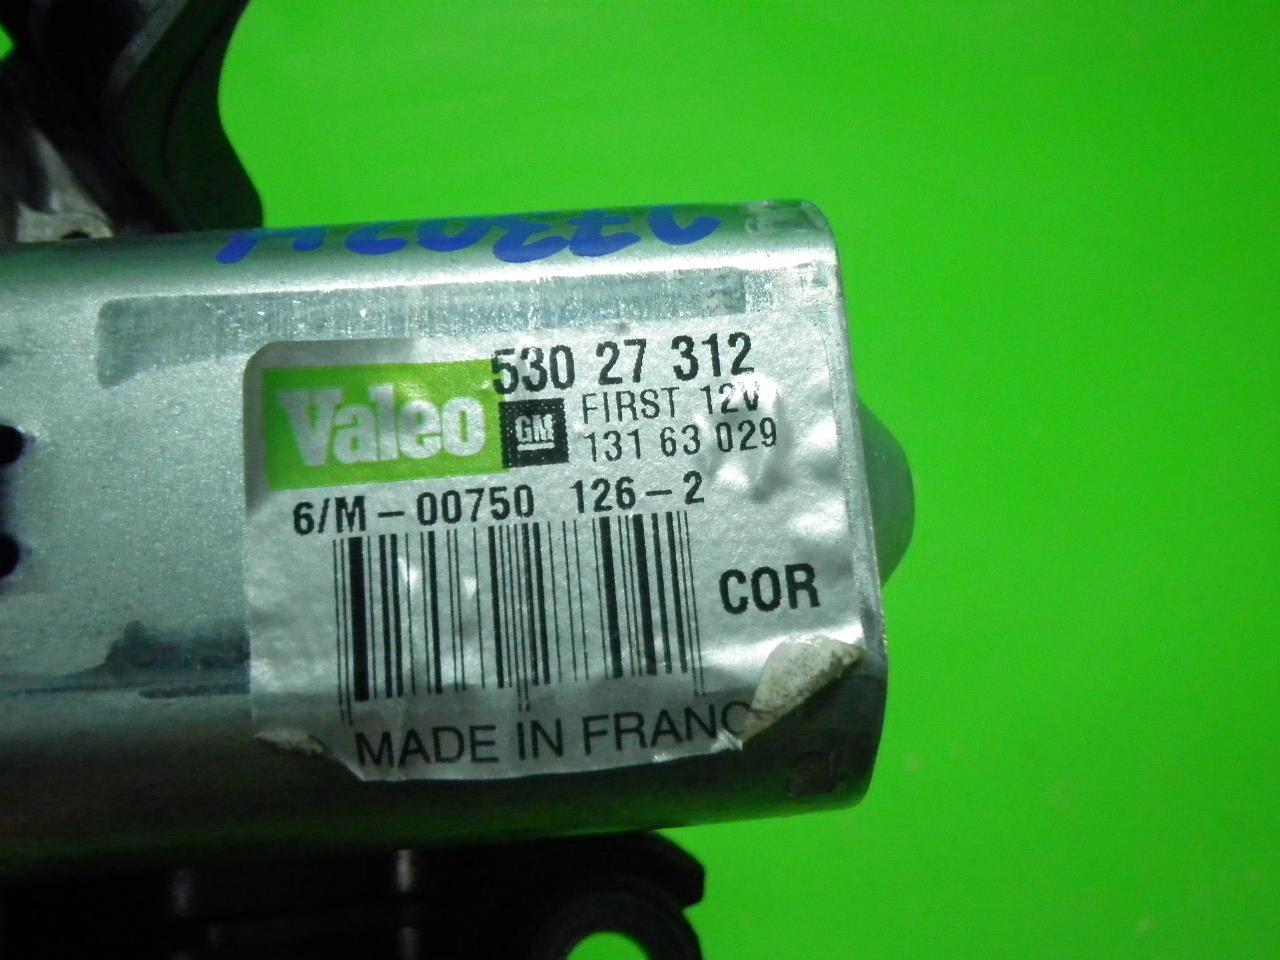 530 27 312
Valeo
GM
FIRST 12V
131 63 029
6/M-00750 126-2
COR
MADE IN FRANC